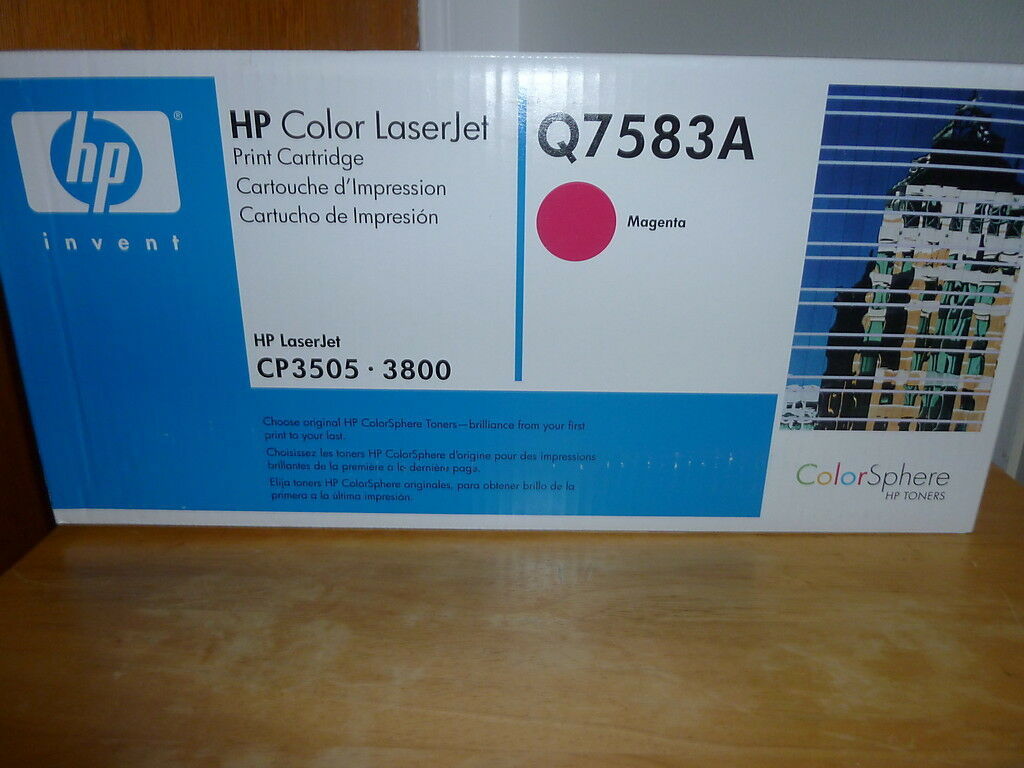 hp
®
invent
HP Color LaserJet
Print Cartridge
Cartouche d'Impression
Cartucho de Impresión
HP LaserJet
CP3505 · 3800
Q7583A
Magenta
Choose original HP ColorSphere Toners—brilliance from your first
print to your last.
Choisissez les toners HP ColorSphere d'origine pour des impressions
brillantes de la première a la dernière page.
Elija toners HP ColorSphere originales, para obtener brillo de la
primera a la última impresión.
ColorSphere
HP TONERS